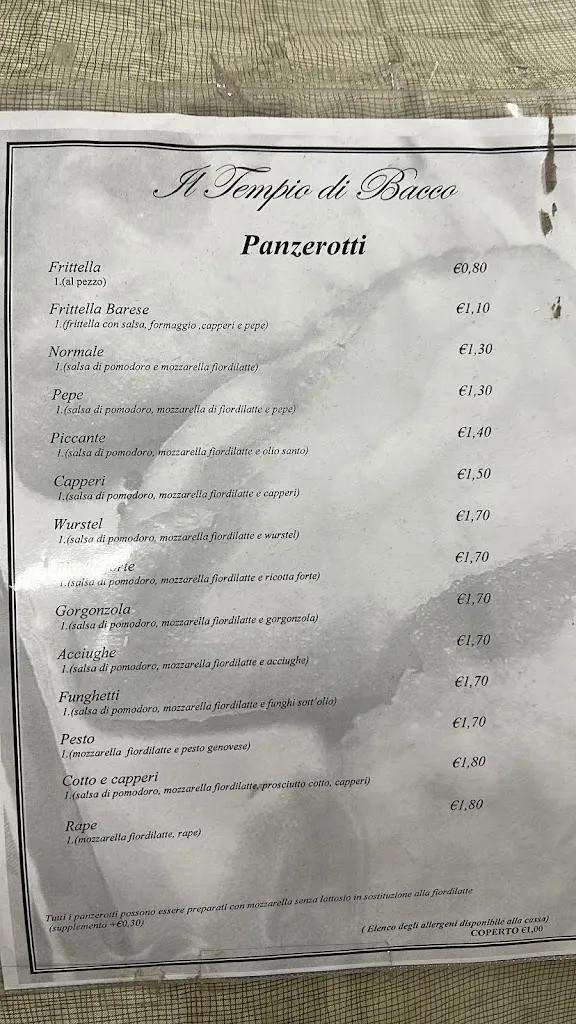 Il Tempio di Bacco
Panzerotti
Frittella €0,80
1.(al pezzo)
Frittella Barese €1,10
1.(frittella con salsa, formaggio ,capperi e pepe)
Normale €1,30
1.(salsa di pomodoro e mozzarella fiordilatte)
Pepe €1,30
1.(salsa di pomodoro, mozzarella di fiordilatte e pepe)
Piccante €1,40
1.(salsa di pomodoro, mozzarella fiordilatte e olio santo)
Capperi €1,50
1.(salsa di pomodoro, mozzarella fiordilatte e capperi)
Wurstel €1,70
1.(salsa di pomodoro, mozzarella fiordilatte e wurstel)
€1,70
1.(salsa di pomodoro, mozzarella fiordilatte e ricotta forte)
Gorgonzola €1,70
1.(salsa di pomodoro, mozzarella fiordilatte e gorgonzola)
Acciughe €1,70
1.(salsa di pomodoro, mozzarella fiordilatte e acciughe)
Funghetti €1,70
1.(salsa di pomodoro, mozzarella fiordilatte e funghi sott'olio)
Pesto €1,70
1.(mozzarella fiordilatte e pesto genovese)
Cotto e capperi €1,80
1.(salsa di pomodoro, mozzarella fiordilatte, prosciutto cotto, capperi)
Rape €1,80
1.(mozzarella fiordilatte, rape)
Tutti i panzerotti possono essere preparati con mozzarella senza lattosio in sostituzione alla fiordilatte
(supplemento +€0,30)
( Elenco degli allergeni disponibile alla cassa)
COPERTO €1,00